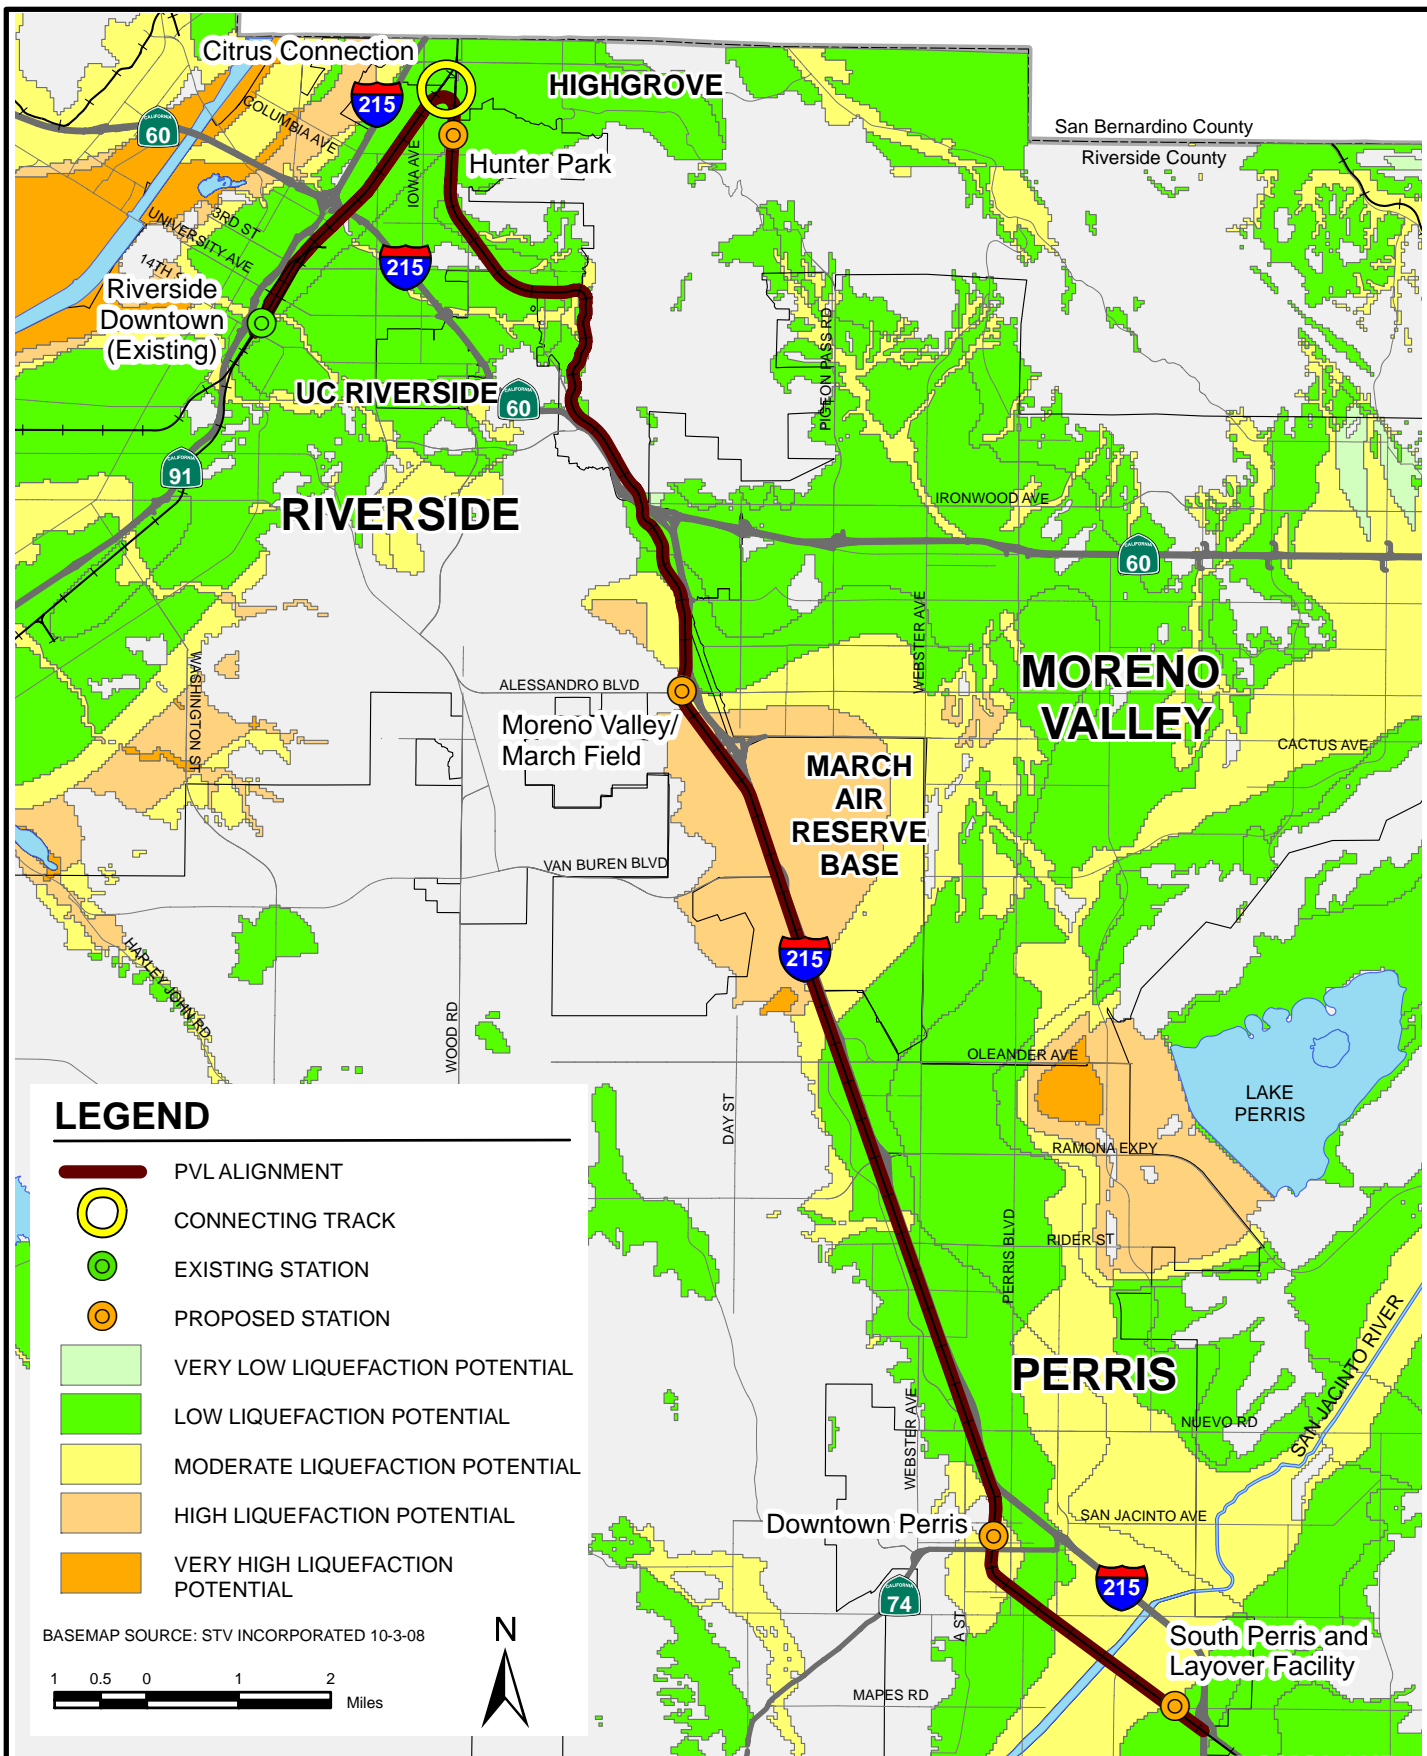 Citrus Connection
HIGHGROVE
215
CALIFORNIA
60
COLUMBIA AVE
San Bernardino County
Riverside County
Hunter Park
IOWA AVE
3RD ST
UNIVERSITY AVE
14TH
215
Riverside
Downtown
(Existing)
PIGEON PASS RD
UC RIVERSIDE
CALIFORNIA
60
CALIFORNIA
91
RIVERSIDE
IRONWOOD AVE
CALIFORNIA
60
WEBSTER AVE
WASHINGTON ST
MORENO
VALLEY
ALESSANDRO BLVD
Moreno Valley/
March Field
CACTUS AVE
MARCH
AIR
RESERVE
BASE
VAN BUREN BLVD
HARLEY JOHN RD
215
WOOD RD
OLEANDER AVE
LAKE
PERRIS
DAY ST
RAMONA EXPY
PERRIS BLVD
RIDER ST
SAN JACINTO RIVER
PERRIS
WEBSTER AVE
NUEVO RD
SAN JACINTO AVE
Downtown Perris
215
CALIFORNIA
74
A ST
South Perris and
Layover Facility
MAPES RD
LEGEND
PVL ALIGNMENT
CONNECTING TRACK
EXISTING STATION
PROPOSED STATION
VERY LOW LIQUEFACTION POTENTIAL
LOW LIQUEFACTION POTENTIAL
MODERATE LIQUEFACTION POTENTIAL
HIGH LIQUEFACTION POTENTIAL
VERY HIGH LIQUEFACTION
POTENTIAL
BASEMAP SOURCE: STV INCORPORATED 10-3-08
N
1 0.5 0 1 2
Miles